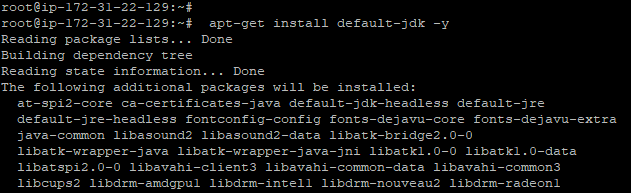 root@ip-172-31-22-129:~#
root@ip-172-31-22-129:~# apt-get install default-jdk -y
Reading package lists... Done
Building dependency tree
Reading state information... Done
The following additional packages will be installed:
  at-spi2-core ca-certificates-java default-jdk-headless default-jre
  default-jre-headless fontconfig-config fonts-dejavu-core fonts-dejavu-extra
  java-common libasound2 libasound2-data libatk-bridge2.0-0
  libatk-wrapper-java libatk-wrapper-java-jni libatk1.0-0 libatk1.0-data
  libatspi2.0-0 libavahi-client3 libavahi-common-data libavahi-common3
  libcups2 libdrm-amdgpu1 libdrm-intel1 libdrm-nouveau2 libdrm-radeon1